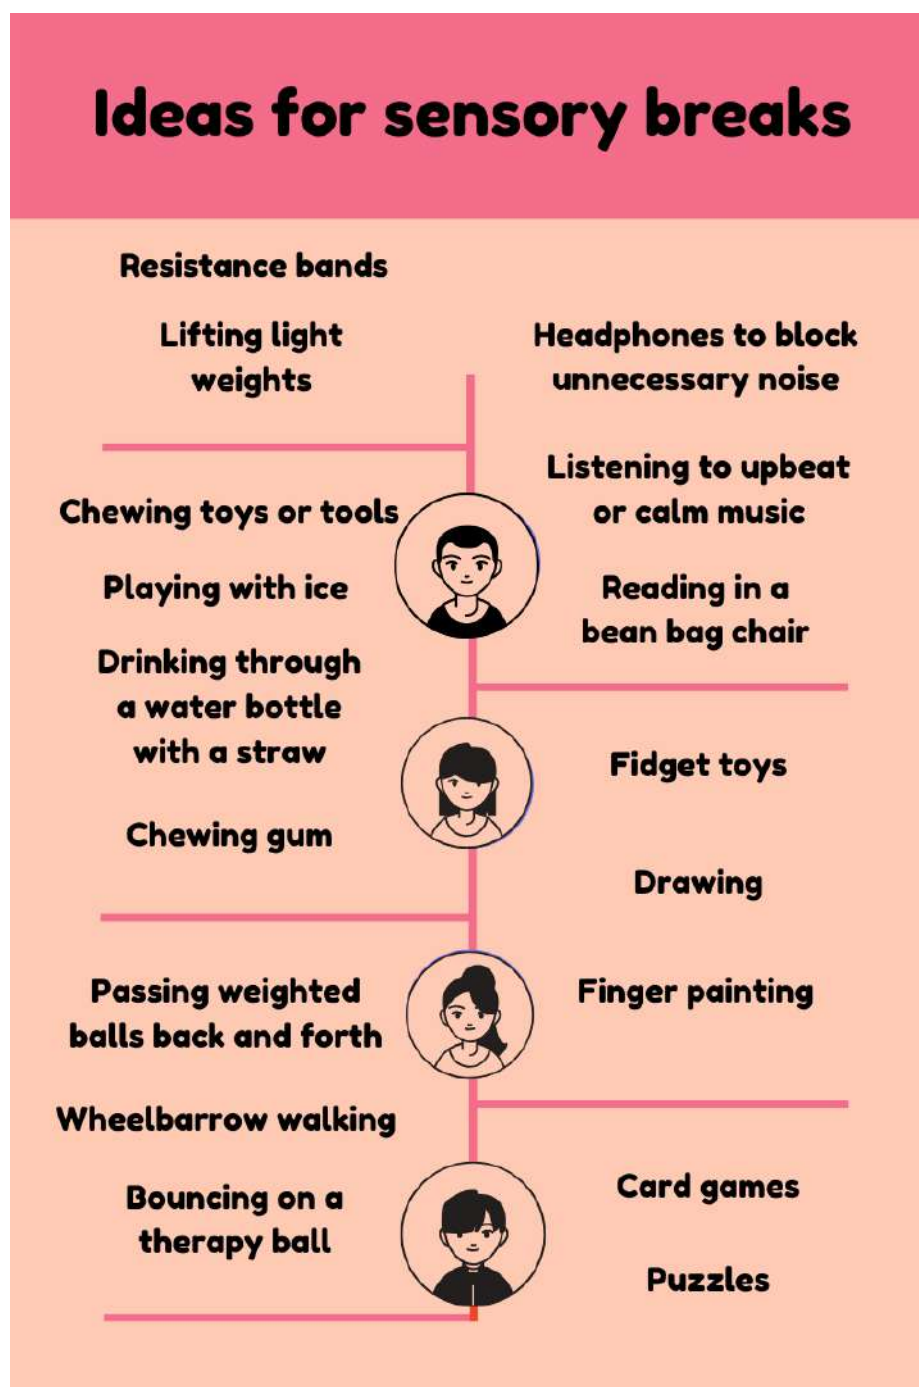 Ideas for sensory breaks
Resistance bands
Lifting light
weights
Chewing toys or tools
Playing with ice
Drinking through
a water bottle
with a straw
Chewing gum
Passing weighted
balls back and forth
Wheelbarrow walking
Bouncing on a
therapy ball
Headphones to block
unnecessary noise
Listening to upbeat
or calm music
Reading in a
bean bag chair
Fidget toys
Drawing
Finger painting
Card games
Puzzles